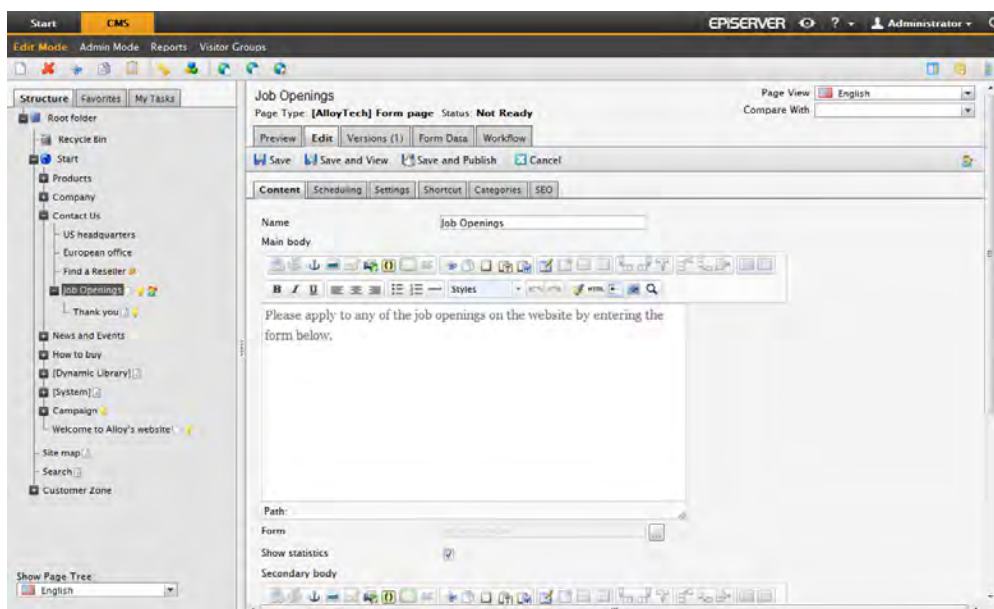 Start CMS EPISERVER ? Administrator
Edit Mode Admin Mode Reports Visitor Groups
Structure Favorites My Tasks
Root folder
Recycle Bin
Start
Products
Company
Contact Us
US headquarters
European office
Find a Reseller
Job Openings
Thank you
News and Events
How to buy
[Dynamic Library]
[System]
Campaign
Welcome to Alloy's website
Site map
Search
Customer Zone
Show Page Tree
English
Job Openings
Page View English
Page Type: [AlloyTech] Form page Status: Not Ready
Compare With
Preview Edit Versions (1) Form Data Workflow
Save Save and View Save and Publish Cancel
Content Scheduling Settings Shortcut Categories SEO
Name Job Openings
Main body
B I U Styles HTML
Please apply to any of the job openings on the website by entering the
form below.
Path:
Form ...
Show statistics
Secondary body